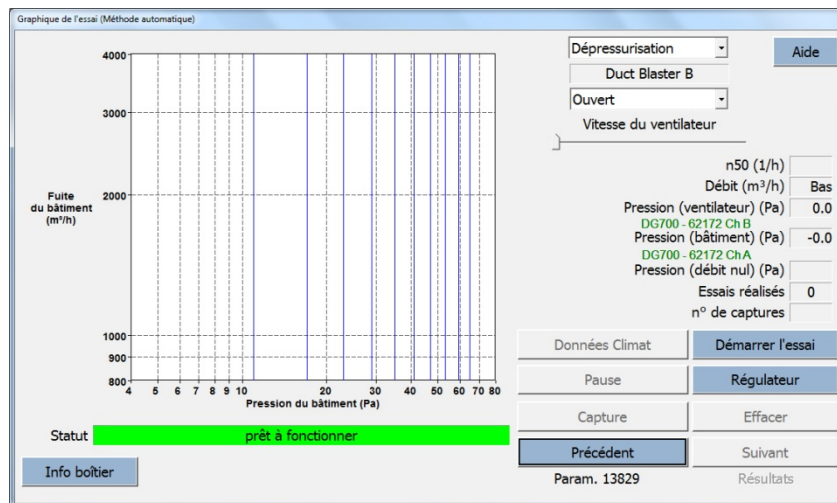 Graphique de l'essai (Méthode automatique)
4000
3000
2000
1000
900
800
Fuite
du bâtiment
(m³/h)
4 5 6 7 8 9 10 20 30 40 50 60 70 80
Pression du bâtiment (Pa)
Statut prêt à fonctionner
Info boîtier
Dépressurisation
Aide
Duct Blaster B
Ouvert
Vitesse du ventilateur
n50 (1/h)
Débit (m³/h) Bas
Pression (ventilateur) (Pa) 0.0
DG700 - 62172 Ch B
Pression (bâtiment) (Pa) -0.0
DG700 - 62172 Ch A
Pression (débit nul) (Pa)
Essais réalisés 0
nº de captures
Données Climat Démarrer l'essai
Pause Régulateur
Capture Effacer
Précédent Suivant
Param. 13829 Résultats